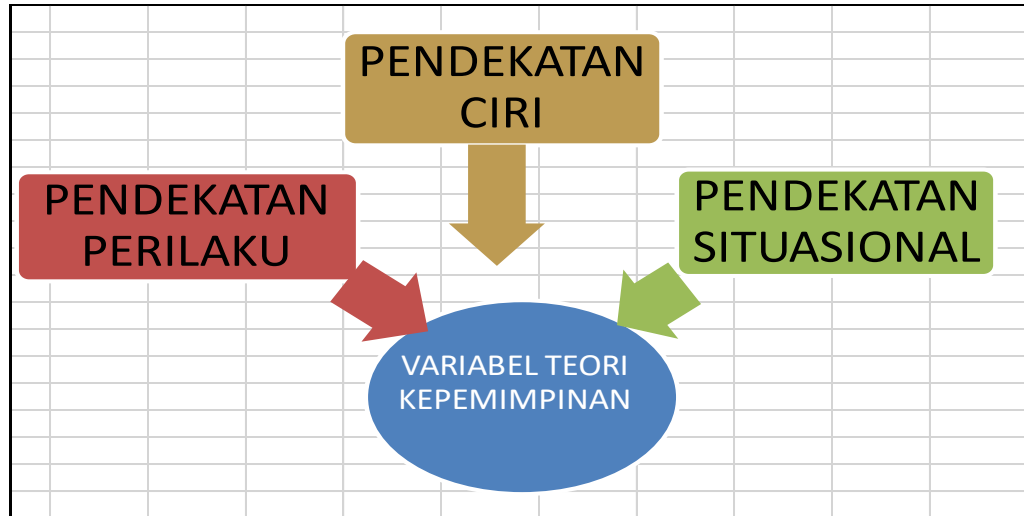 PENDEKATAN
CIRI
PENDEKATAN
PERILAKU
PENDEKATAN
SITUASIONAL
VARIABEL TEORI
KEPEMIMPINAN